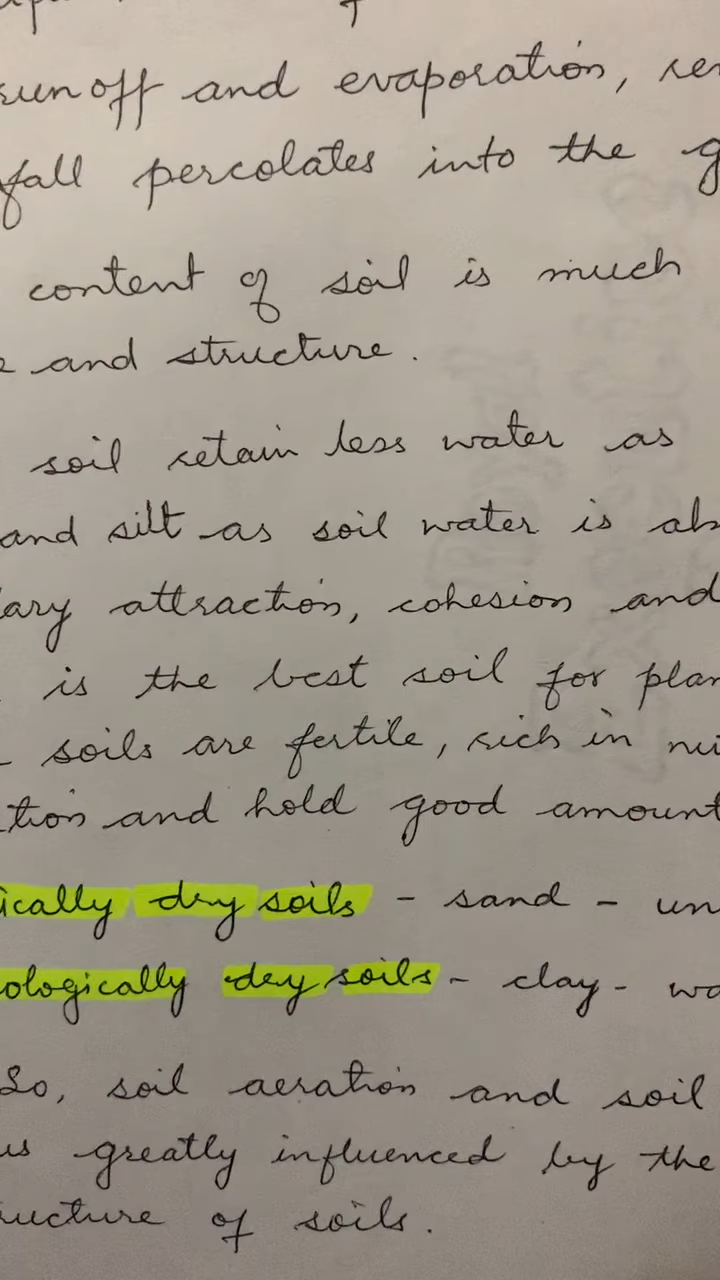 run off and evaporation,
fall percolates into the
content of soil is much
and structure.
soil retain less water as
and silt as soil water is
attraction, cohesion and
is the best soil for
soils are fertile, rich in
and hold good amount
dry soils - sand -
dry soils - clay -
So, soil aeration and soil
greatly influenced by the
of soils.